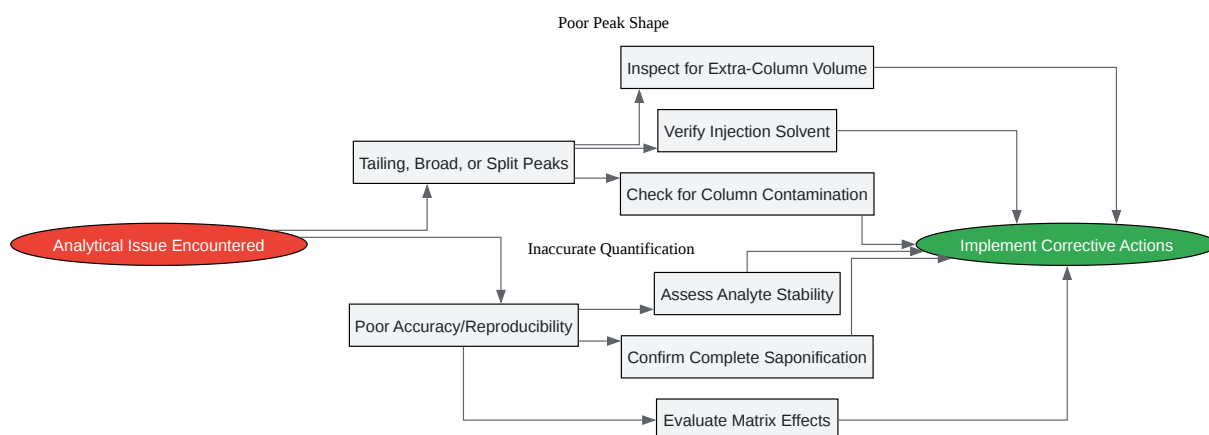 Poor Peak Shape
Inspect for Extra-Column Volume
Verify Injection Solvent
Tailing, Broad, or Split Peaks
Check for Column Contamination
Analytical Issue Encountered
Implement Corrective Actions
Inaccurate Quantification
Assess Analyte Stability
Poor Accuracy/Reproducibility
Confirm Complete Saponification
Evaluate Matrix Effects